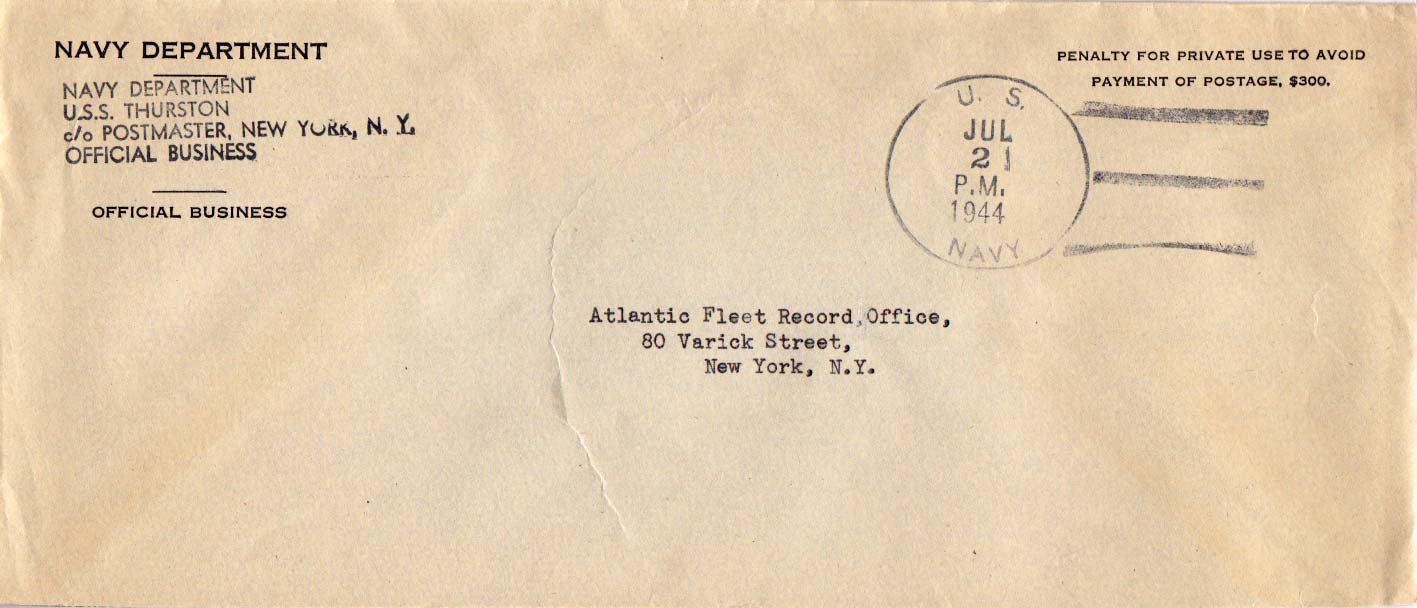 NAVY DEPARTMENT
NAVY DEPARTMENT
U.S.S. THURSTON
c/o POSTMASTER, NEW YORK, N. Y.
OFFICIAL BUSINESS
OFFICIAL BUSINESS
PENALTY FOR PRIVATE USE TO AVOID
PAYMENT OF POSTAGE, $300.
U. S.
JUL
21
P.M.
1944
NAVY
Atlantic Fleet Record Office,
80 Varick Street,
New York, N.Y.